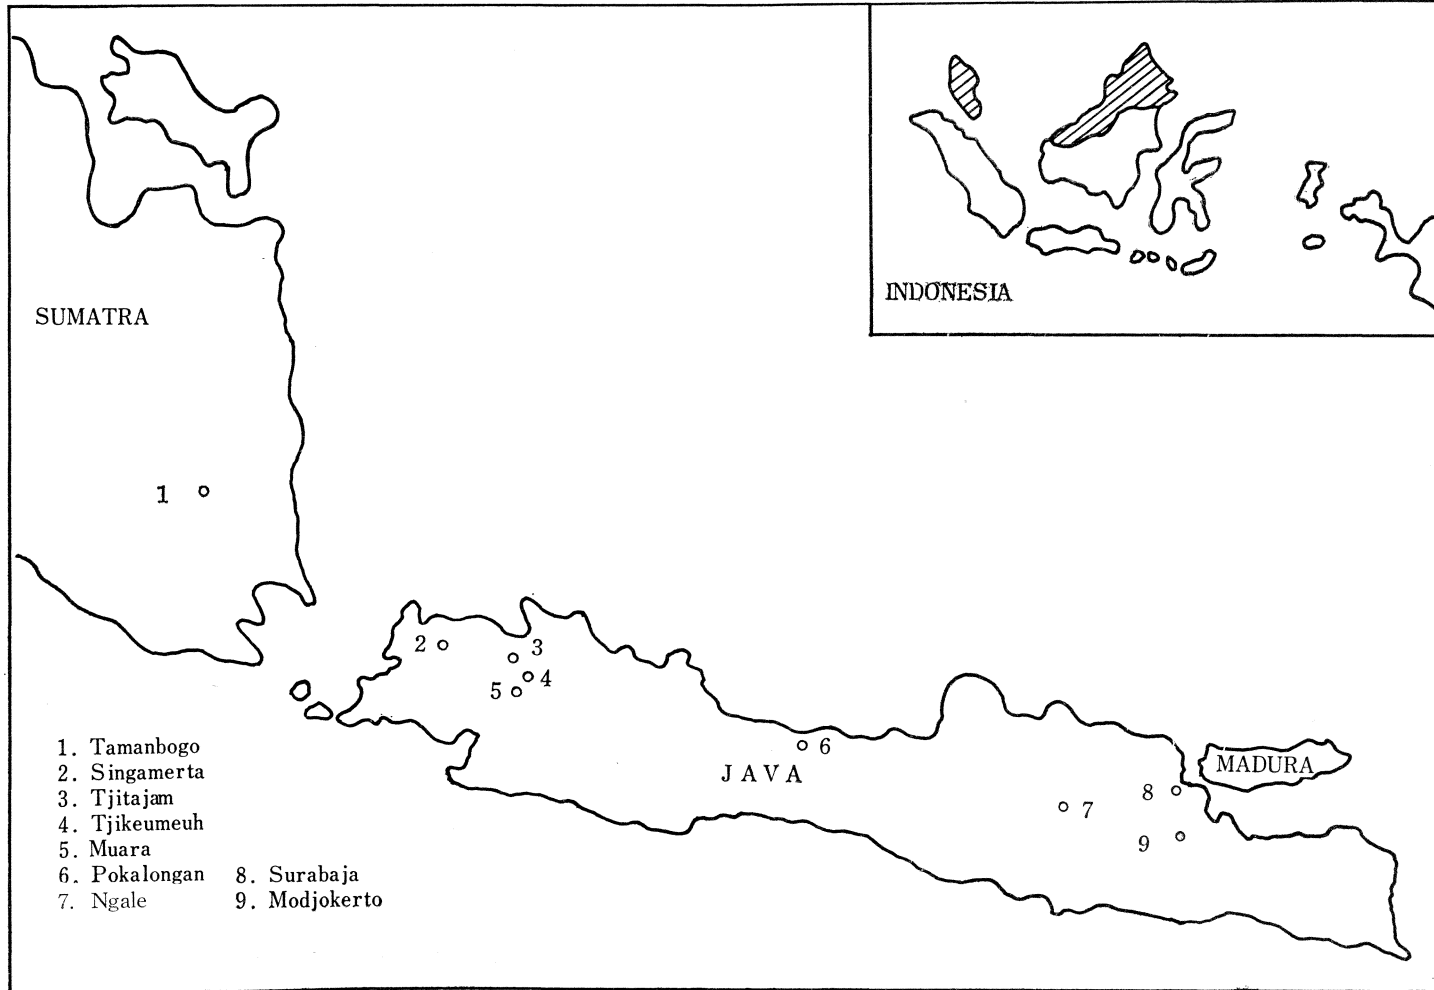 INDONESIA
SUMATRA
1
2
3
4
5
6
JAVA
MADURA
8
7
9
1. Tamanbogo
2. Singamerta
3. Tjitajam
4. Tjikeumeuh
5. Muara
6. Pokalongan
7. Ngale
8. Surabaja
9. Modjokerto